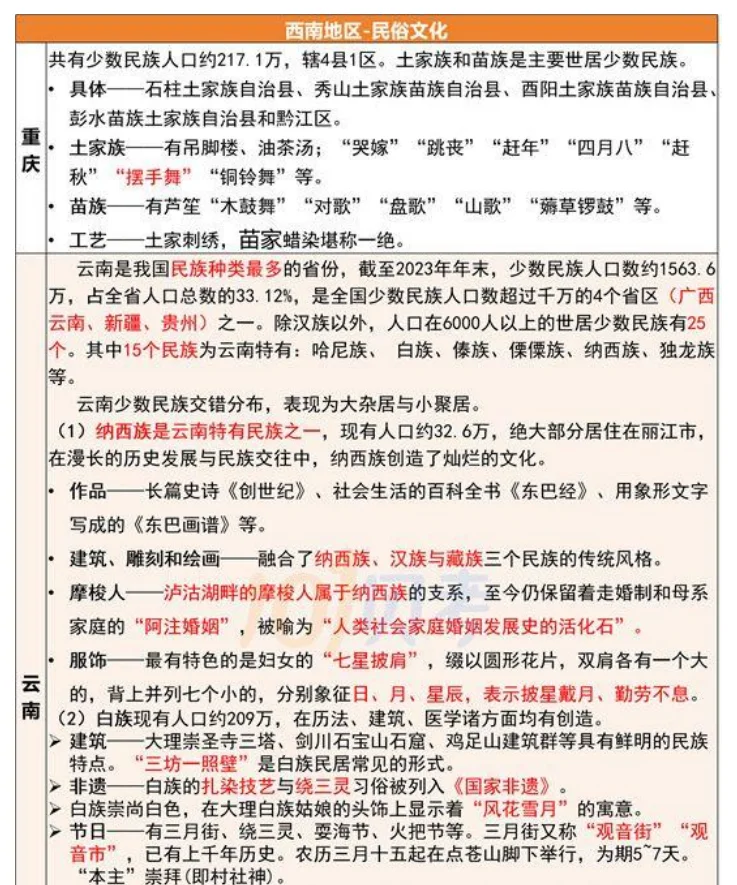 西南地区-民俗文化
重庆
共有少数民族人口约217.1万，辖4县1区。土家族和苗族是主要世居少数民族。
• 具体——石柱土家族自治县、秀山土家族苗族自治县、酉阳土家族苗族自治县、
彭水苗族土家族自治县和黔江区。
• 土家族——有吊脚楼、油茶汤；“哭嫁”“跳丧”“赶年”“四月八”“赶
秋”“摆手舞”“铜铃舞”等。
• 苗族——有芦笙“木鼓舞”“对歌”“盘歌”“山歌”“薅草锣鼓”等。
• 工艺——土家刺绣，苗家蜡染堪称一绝。
云南
云南是我国民族种类最多的省份，截至2023年年末，少数民族人口数约1563.6
万，占全省人口总数的33.12%，是全国少数民族人口数超过千万的4个省区（广西
云南、新疆、贵州）之一。除汉族以外，人口在6000人以上的世居少数民族有25
个。其中15个民族为云南特有：哈尼族、 白族、傣族、傈僳族、纳西族、独龙族
等。
云南少数民族交错分布，表现为大杂居与小聚居。
（1）纳西族是云南特有民族之一，现有人口约32.6万，绝大部分居住在丽江市，
在漫长的历史发展与民族交往中，纳西族创造了灿烂的文化。
• 作品——长篇史诗《创世纪》、社会生活的百科全书《东巴经》、用象形文字
写成的《东巴画谱》等。
• 建筑、雕刻和绘画——融合了纳西族、汉族与藏族三个民族的传统风格。
• 摩梭人——泸沽湖畔的摩梭人属于纳西族的支系，至今仍保留着走婚制和母系
家庭的“阿注婚姻”，被喻为“人类社会家庭婚姻发展史的活化石”。
• 服饰——最有特色的是妇女的“七星披肩”，缀以圆形花片，双肩各有一个大
的，背上并列七个小的，分别象征日、月、星辰，表示披星戴月、勤劳不息。
（2）白族现有人口约209万，在历法、建筑、医学诸方面均有创造。
➢ 建筑——大理崇圣寺三塔、剑川石宝山石窟、鸡足山建筑群等具有鲜明的民族
特点。“三坊一照壁”是白族民居常见的形式。
➢ 非遗——白族的扎染技艺与绕三灵习俗被列入《国家非遗》。
➢ 白族崇尚白色，在大理白族姑娘的头饰上显示着“风花雪月”的寓意。
➢ 节日——有三月街、绕三灵、耍海节、火把节等。三月街又称“观音街”“观
音市”，已有上千年历史。农历三月十五起在点苍山脚下举行，为期5~7天。
“本主”崇拜(即村社神)。